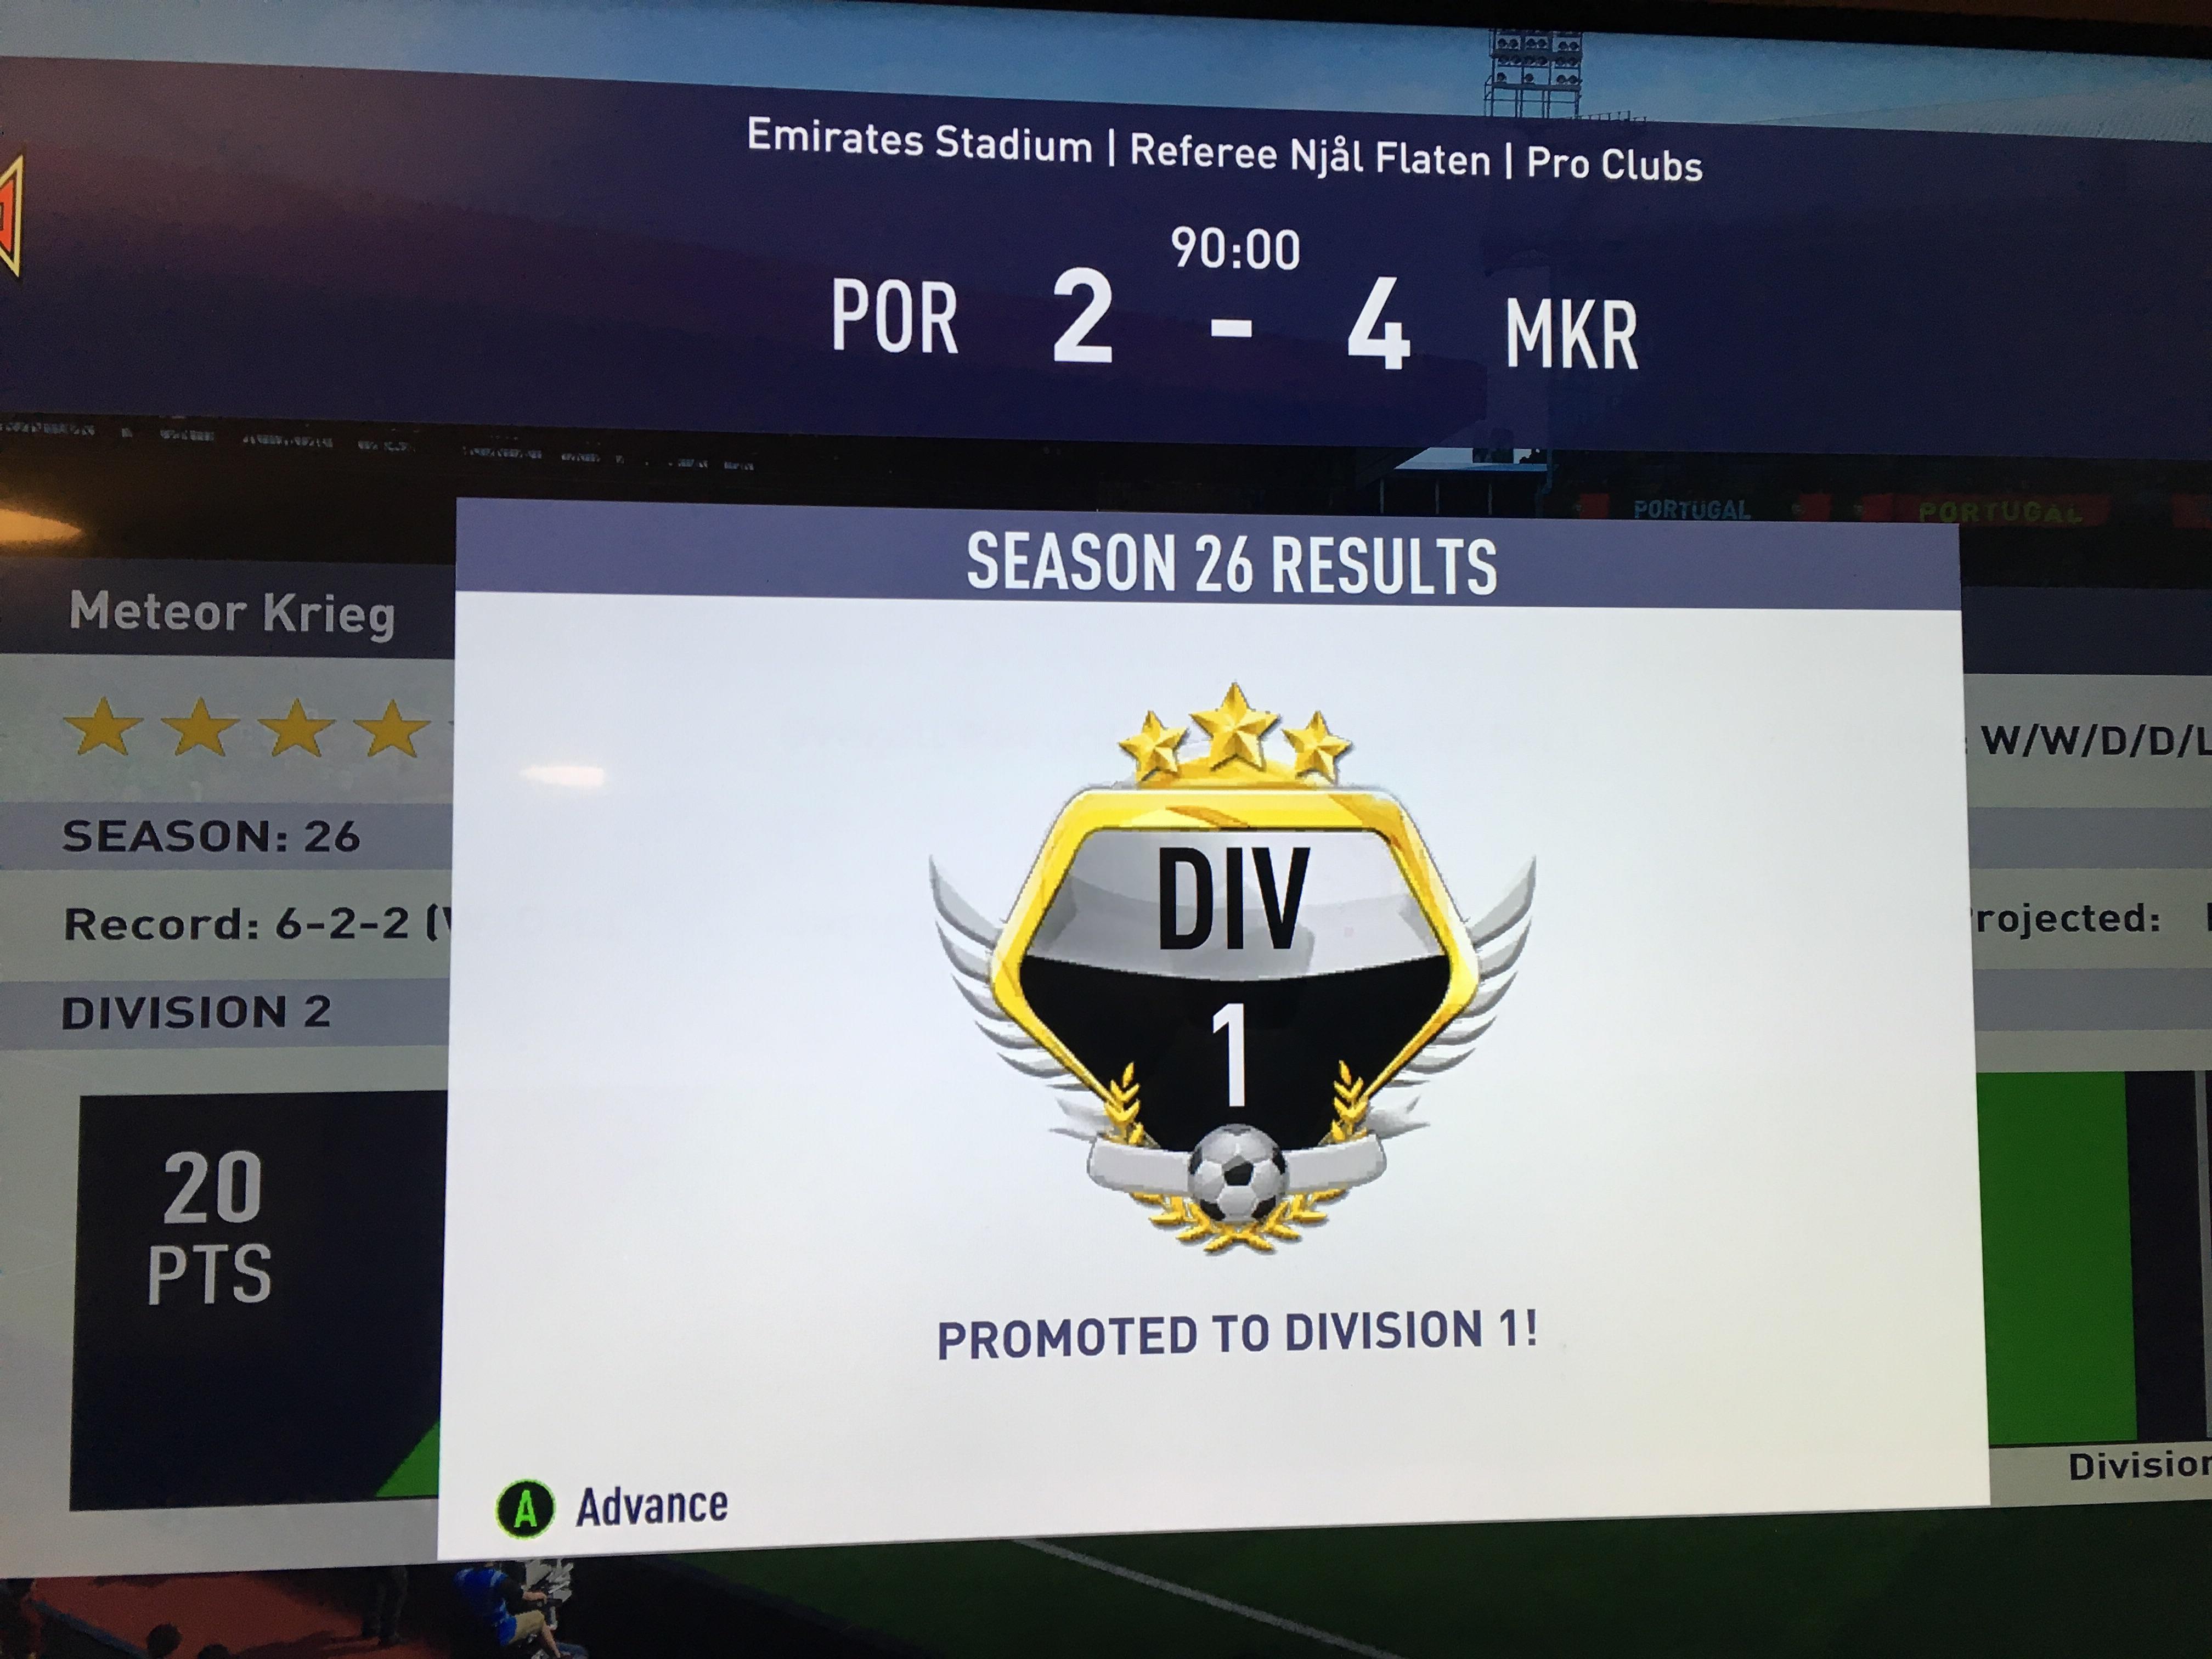 Emirates Stadium | Referee Njål Flaten | Pro Clubs
90:00
POR 2 - 4 MKR
PORTUGAL PORTUGAL
SEASON 26 RESULTS
Meteor Krieg
W/W/D/D/L
SEASON: 26
Record: 6-2-2
rojected:
DIVISION 2
20
PTS
DIV
1
PROMOTED TO DIVISION 1!
Division
A Advance